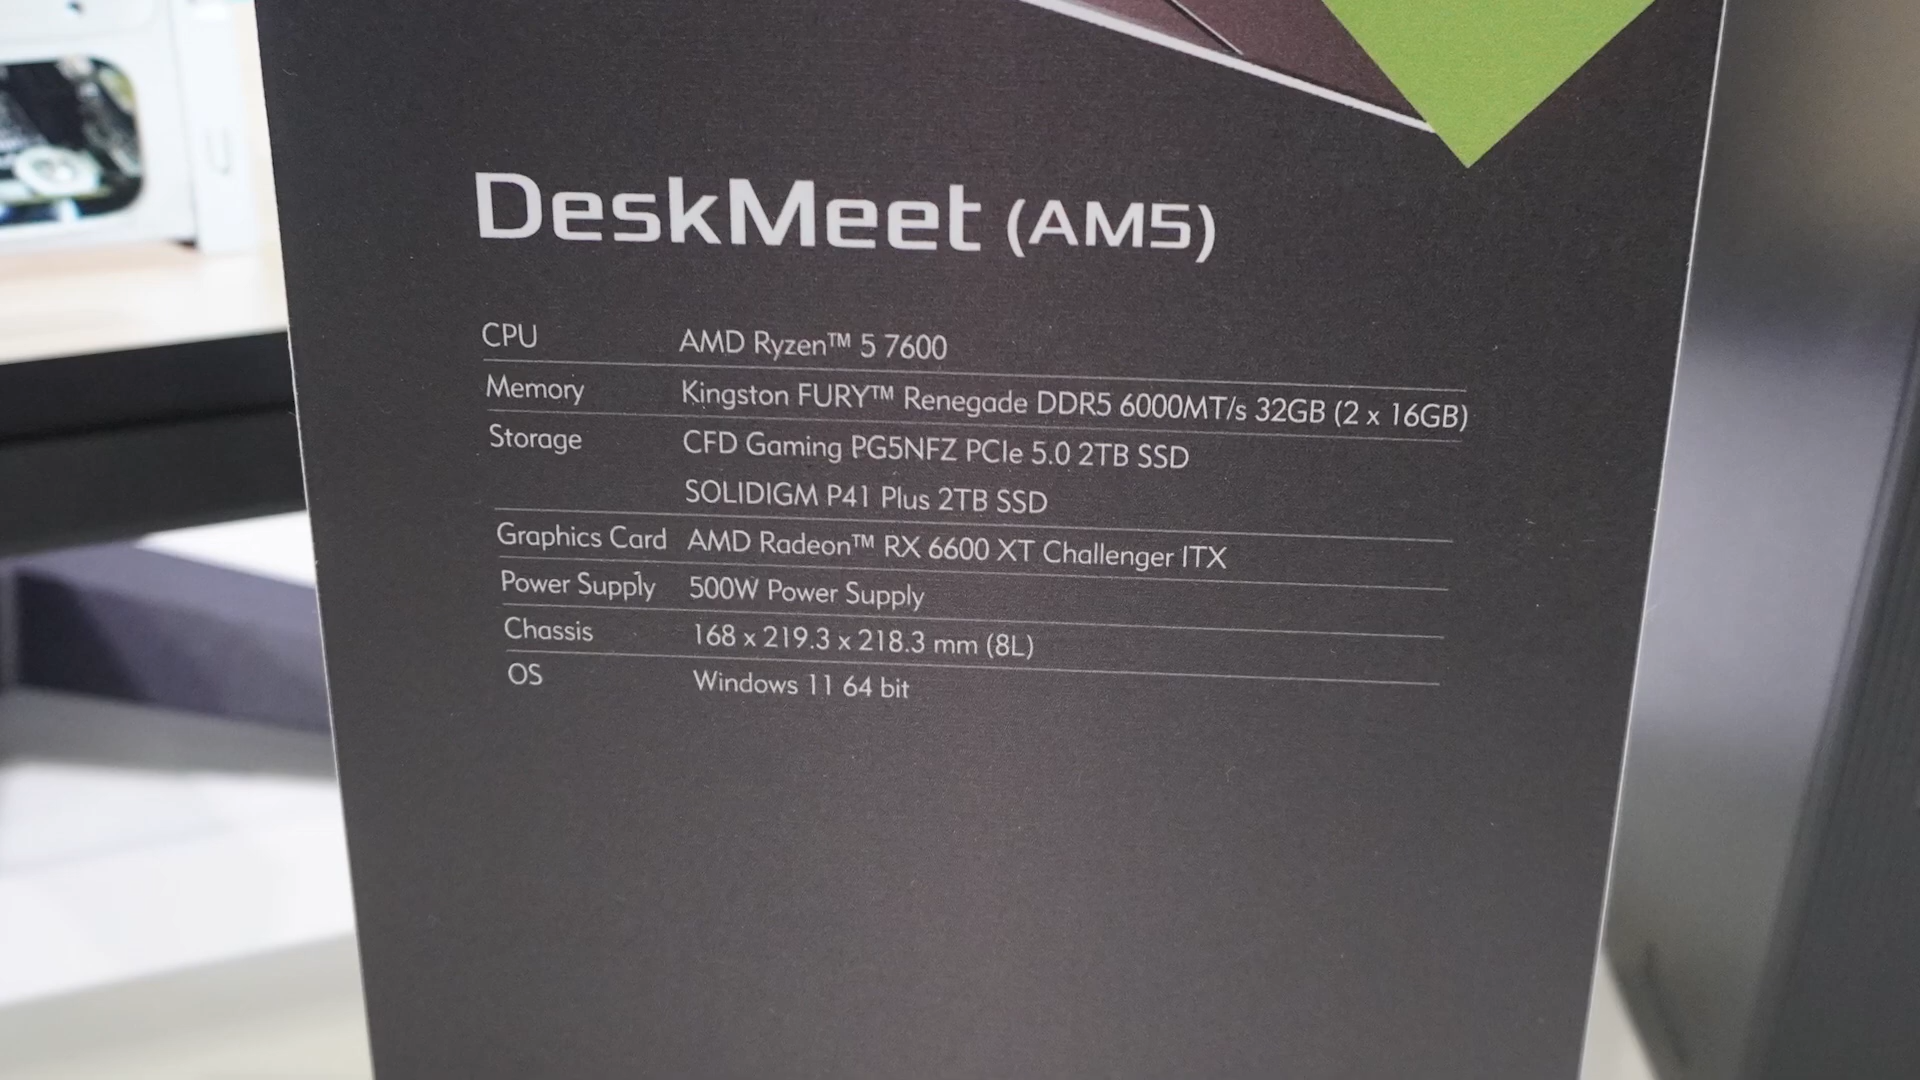 DeskMeet (AM5)
CPU AMD Ryzen™ 5 7600
Memory Kingston FURY™ Renegade DDR5 6000MT/s 32GB (2 x 16GB)
Storage CFD Gaming PG5NFZ PCIe 5.0 2TB SSD
SOLIDIGM P41 Plus 2TB SSD
Graphics Card AMD Radeon™ RX 6600 XT Challenger ITX
Power Supply 500W Power Supply
Chassis 168 x 219.3 x 218.3 mm (8L)
OS Windows 11 64 bit